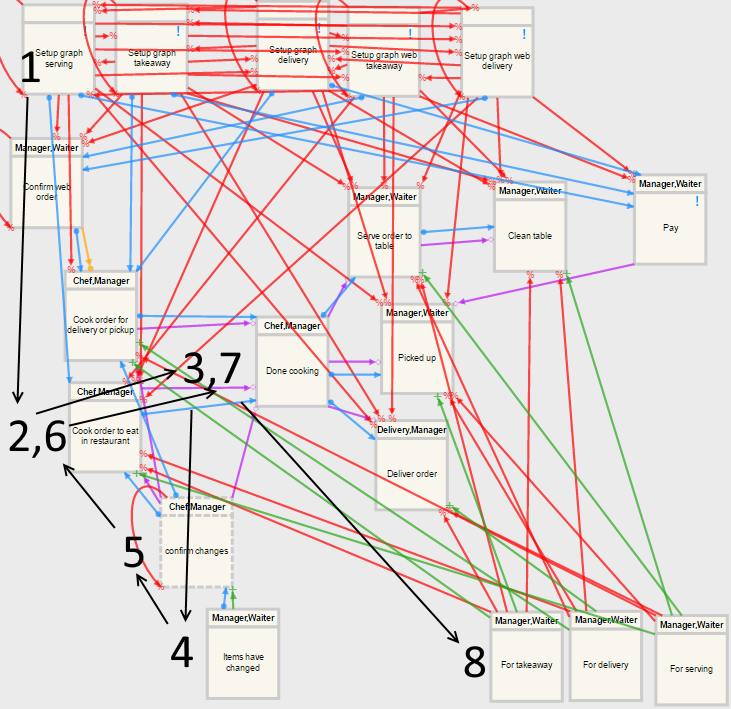 Setup graph
serving
Setup graph
takeaway
!
Setup graph
delivery
!
Setup graph web
takeaway
!
Setup graph web
delivery
!
1
Manager,Waiter
Confirm web
order
Manager,Waiter
Serve order to
table
Manager,Waiter
Clean table
Manager,Waiter
!
Pay
Chef,Manager
Cook order for
delivery or pickup
Chef,Manager
Done cooking
Manager,Waiter
Picked up
3,7
Chef,Manager
Cook order to eat
in restaurant
2,6
Delivery,Manager
Deliver order
Chef,Manager
confirm changes
5
Manager,Waiter
Items have
changed
4
8
Manager,Waiter
For takeaway
Manager,Waiter
For delivery
Manager,Waiter
For serving